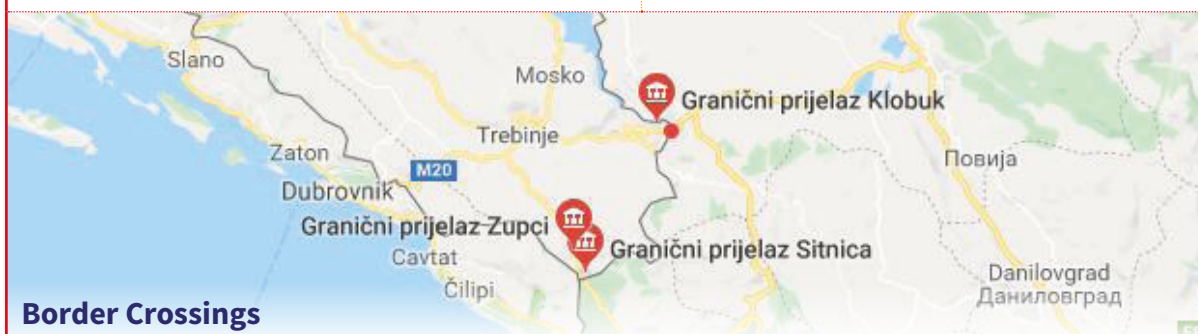 Slano
Mosko
Granični prijelaz Klobuk
Trebinje
Zaton
M20
Повија
Dubrovnik
Granični prijelaz Zupci
Granični prijelaz Sitnica
Cavtat
Čilipi
Danilovgrad
Даниловград
Border Crossings